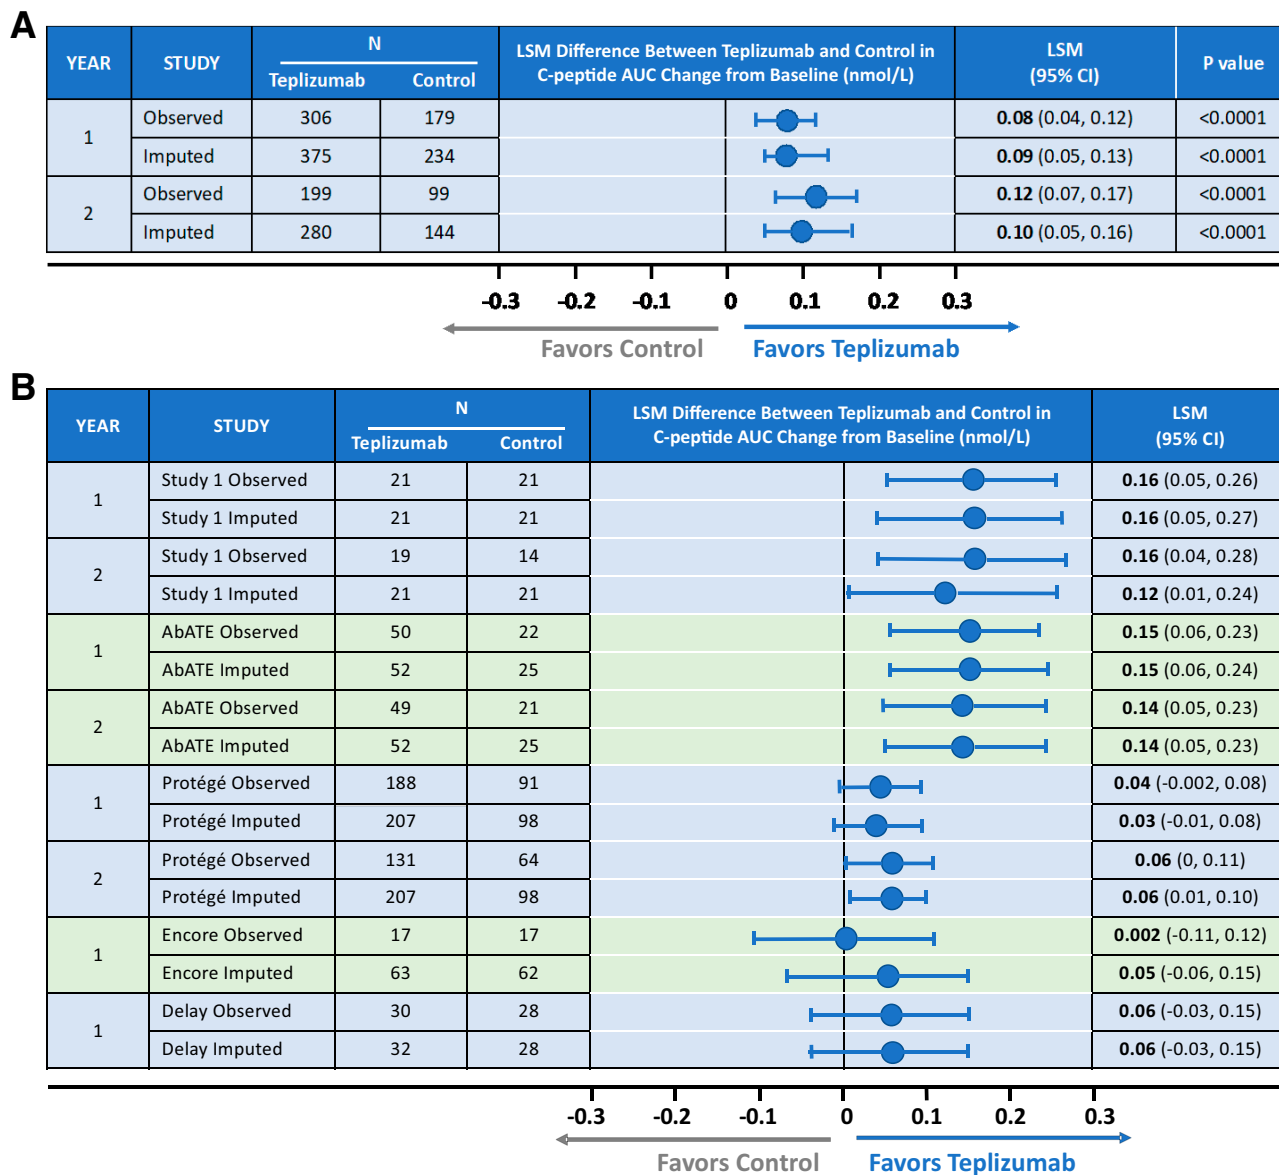 A
YEAR STUDY N LSM Difference Between Teplizumab and Control in LSM P value
Teplizumab Control C-peptide AUC Change from Baseline (nmol/L) (95% CI)
1 Observed 306 179 0.08 (0.04, 0.12) <0.0001
Imputed 375 234 0.09 (0.05, 0.13) <0.0001
2 Observed 199 99 0.12 (0.07, 0.17) <0.0001
Imputed 280 144 0.10 (0.05, 0.16) <0.0001
-0.3 -0.2 -0.1 0 0.1 0.2 0.3
Favors Control Favors Teplizumab
B
YEAR STUDY N LSM Difference Between Teplizumab and Control in LSM
Teplizumab Control C-peptide AUC Change from Baseline (nmol/L) (95% CI)
1 Study 1 Observed 21 21 0.16 (0.05, 0.26)
Study 1 Imputed 21 21 0.16 (0.05, 0.27)
2 Study 1 Observed 19 14 0.16 (0.04, 0.28)
Study 1 Imputed 21 21 0.12 (0.01, 0.24)
1 AbATE Observed 50 22 0.15 (0.06, 0.23)
AbATE Imputed 52 25 0.15 (0.06, 0.24)
2 AbATE Observed 49 21 0.14 (0.05, 0.23)
AbATE Imputed 52 25 0.14 (0.05, 0.23)
1 Protégé Observed 188 91 0.04 (-0.002, 0.08)
Protégé Imputed 207 98 0.03 (-0.01, 0.08)
2 Protégé Observed 131 64 0.06 (0, 0.11)
Protégé Imputed 207 98 0.06 (0.01, 0.10)
1 Encore Observed 17 17 0.002 (-0.11, 0.12)
Encore Imputed 63 62 0.05 (-0.06, 0.15)
1 Delay Observed 30 28 0.06 (-0.03, 0.15)
Delay Imputed 32 28 0.06 (-0.03, 0.15)
-0.3 -0.2 -0.1 0 0.1 0.2 0.3
Favors Control Favors Teplizumab